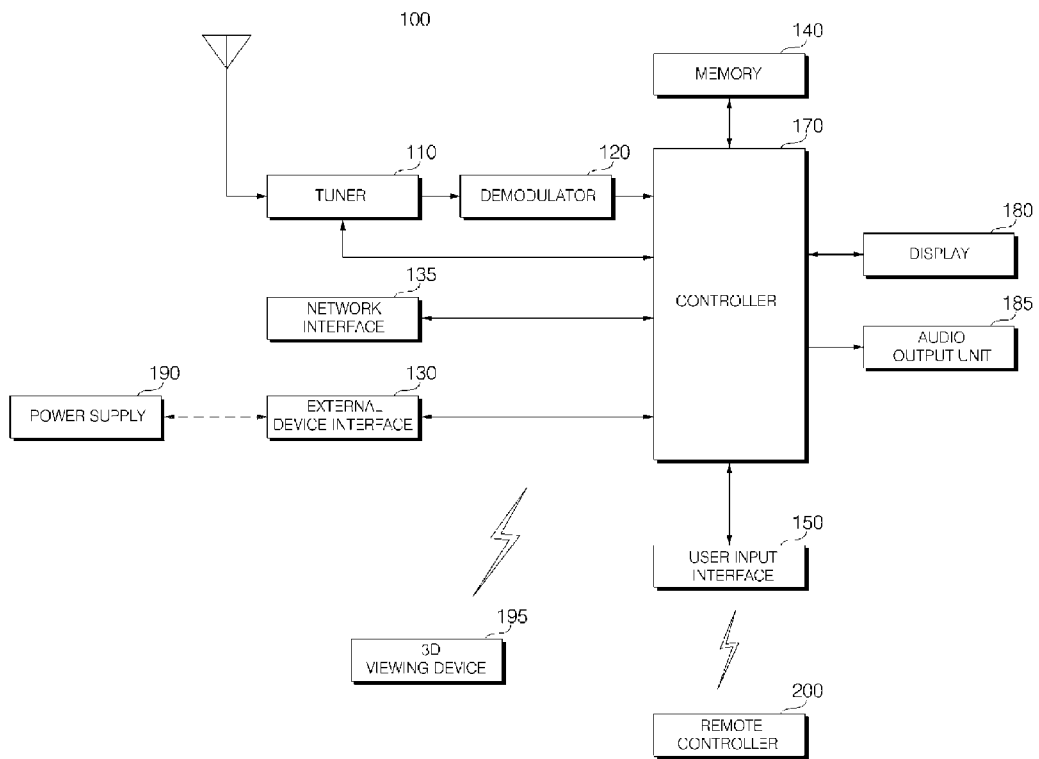 100
140
MEMORY
170
110
120
TUNER
DEMODULATOR
180
DISPLAY
135
NETWORK
INTERFACE
CONTROLLER
185
AUDIO
OUTPUT UNIT
190
POWER SUPPLY
130
EXTERNAL
DEVICE INTERFACE
150
USER INPUT
INTERFACE
195
3D
VIEWING DEVICE
200
REMOTE
CONTROLLER